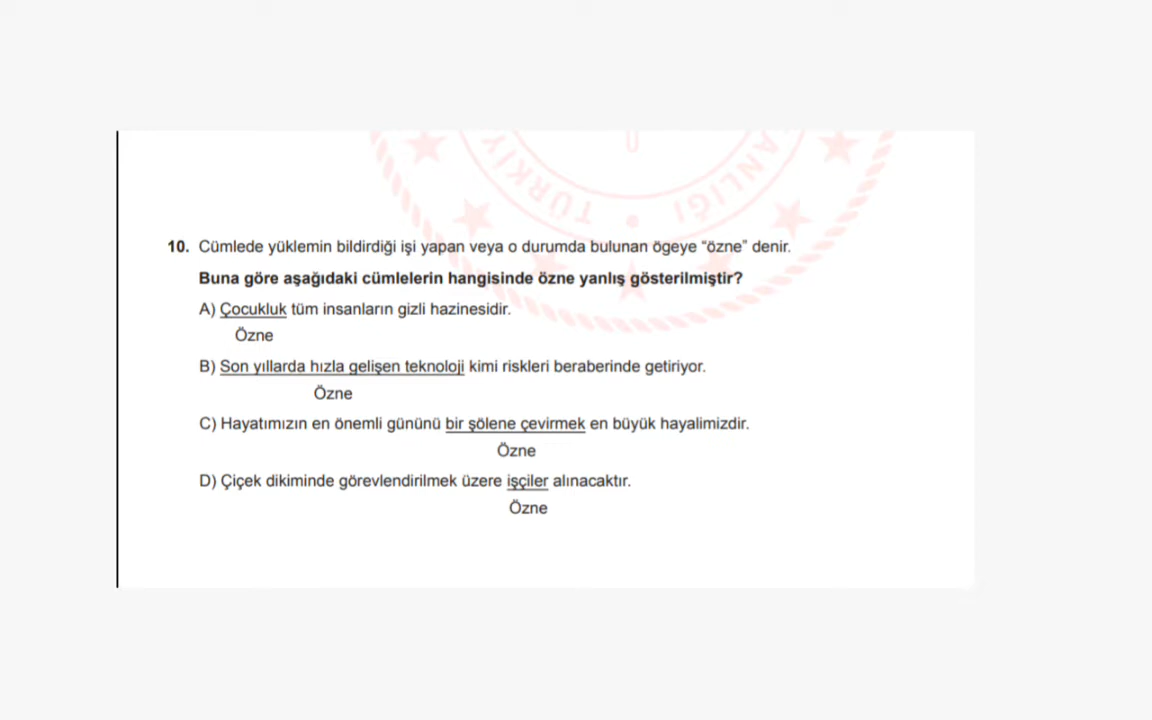 TÜRKİY
ANLIĞI
10. Cümlede yüklemin bildirdiği işi yapan veya o durumda bulunan ögeye “özne” denir.
Buna göre aşağıdaki cümlelerin hangisinde özne yanlış gösterilmiştir?
A) Çocukluk tüm insanların gizli hazinesidir.
Özne
B) Son yıllarda hızla gelişen teknoloji kimi riskleri beraberinde getiriyor.
Özne
C) Hayatımızın en önemli gününü bir şölene çevirmek en büyük hayalimizdir.
Özne
D) Çiçek dikiminde görevlendirilmek üzere işçiler alınacaktır.
Özne